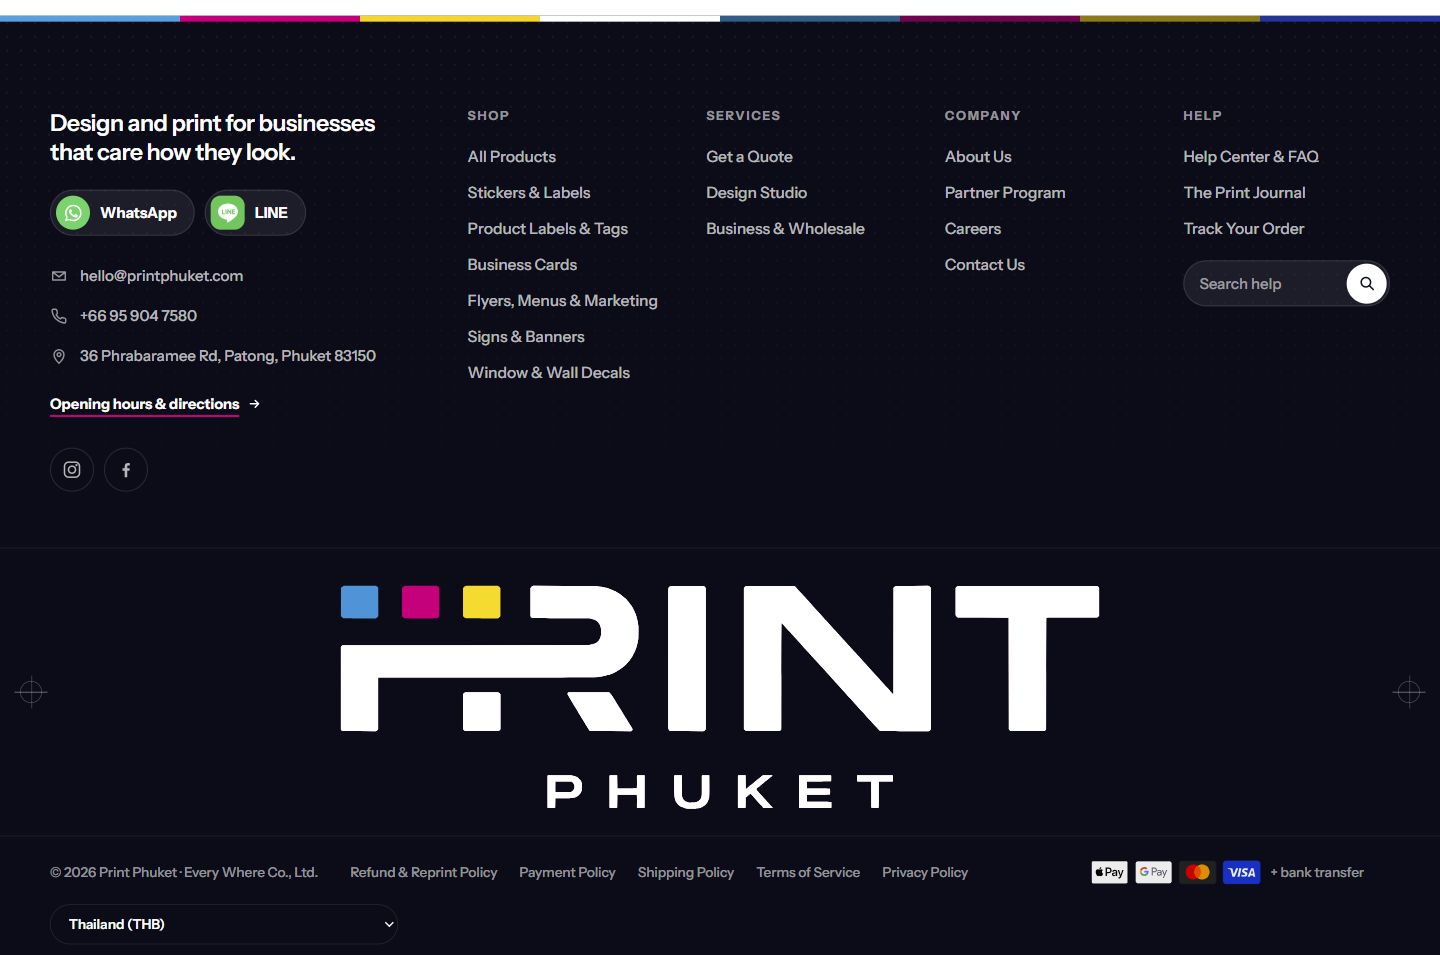 Design and print for businesses
that care how they look.
WhatsApp
LINE
LINE
hello@printphuket.com
+66 95 904 7580
36 Phrabaramee Rd, Patong, Phuket 83150
Opening hours & directions →
SHOP
All Products
Stickers & Labels
Product Labels & Tags
Business Cards
Flyers, Menus & Marketing
Signs & Banners
Window & Wall Decals
SERVICES
Get a Quote
Design Studio
Business & Wholesale
COMPANY
About Us
Partner Program
Careers
Contact Us
HELP
Help Center & FAQ
The Print Journal
Track Your Order
Search help
PRINT
PHUKET
© 2026 Print Phuket · Every Where Co., Ltd.
Refund & Reprint Policy
Payment Policy
Shipping Policy
Terms of Service
Privacy Policy
Pay
G Pay
VISA
+ bank transfer
Thailand (THB)